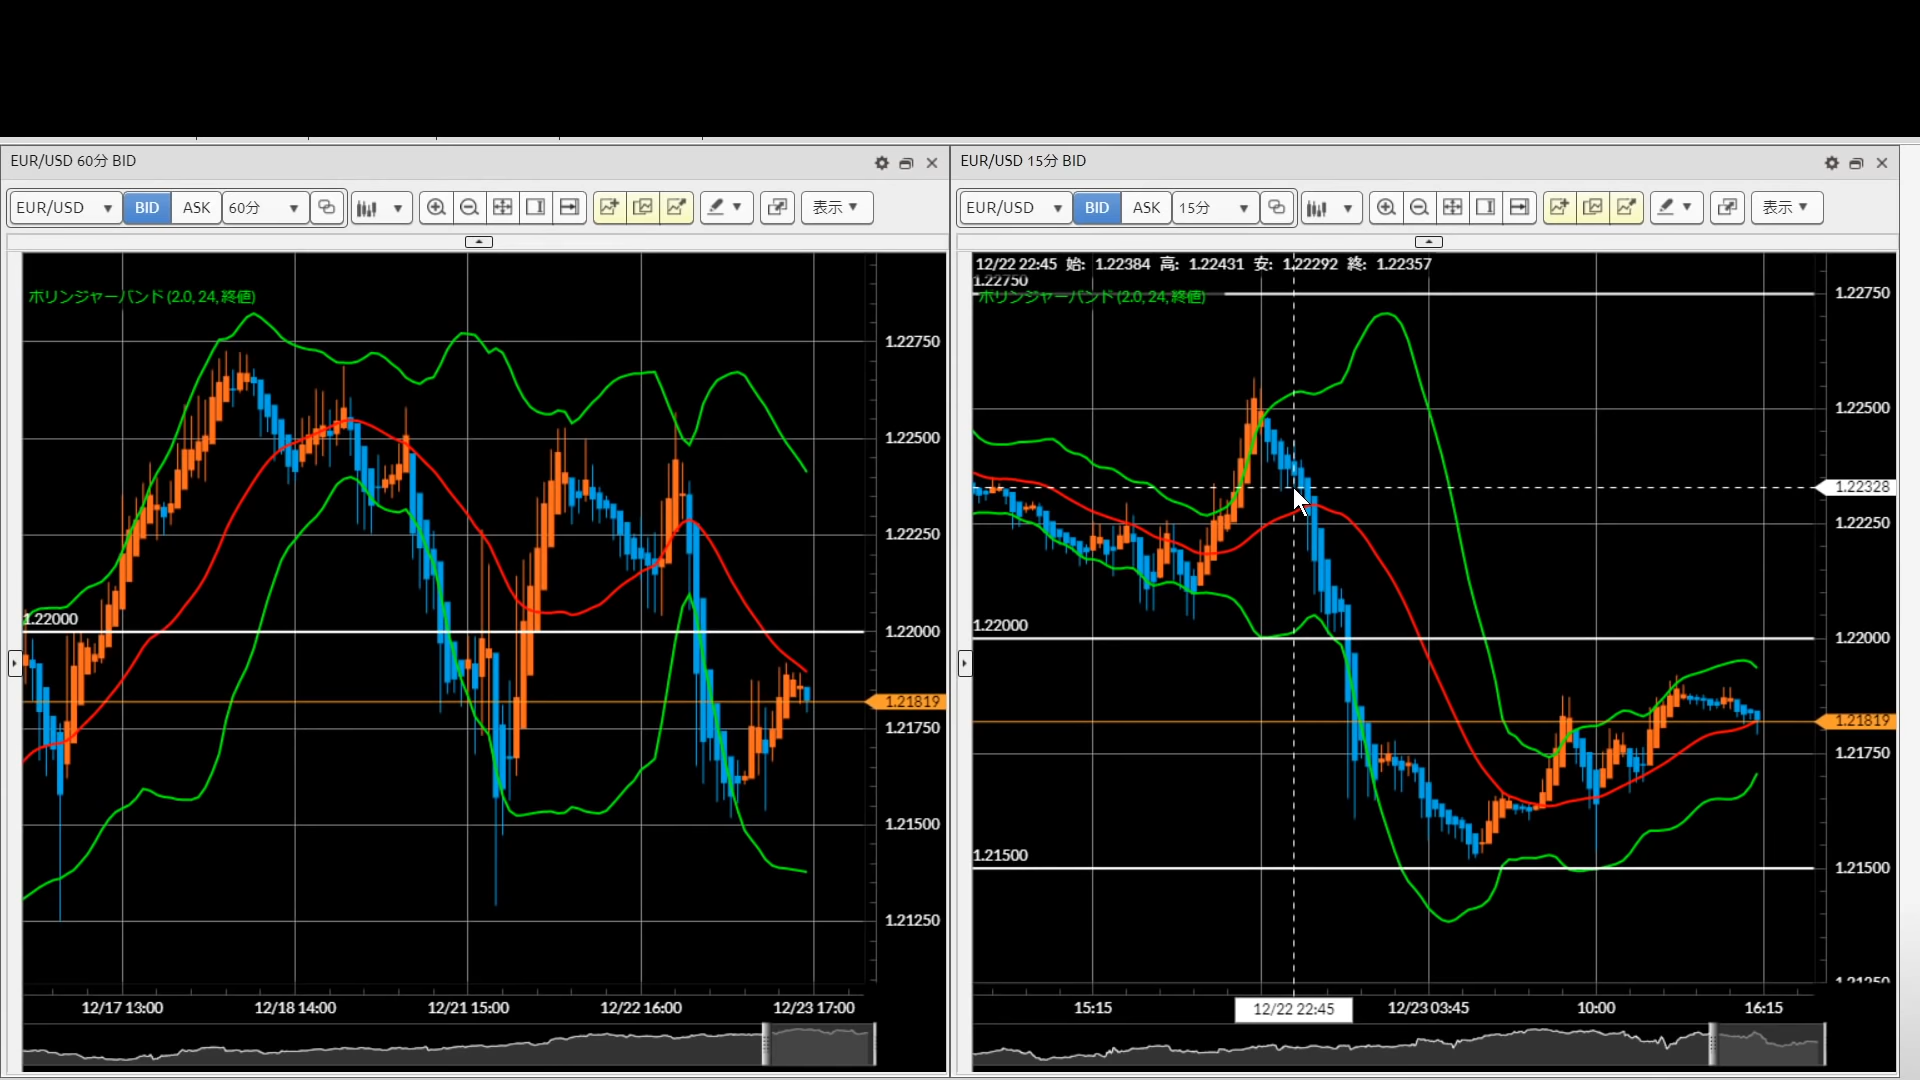 EUR/USD 60分 BID
EUR/USD BID ASK 60分 表示
ボリンジャーバンド (2.0, 24, 終値)
1.22000
1.22750
1.22500
1.22250
1.22000
1.21819
1.21750
1.21500
1.21250
12/17 13:00 12/18 14:00 12/21 15:00 12/22 16:00 12/23 17:00
EUR/USD 15分 BID
EUR/USD BID ASK 15分 表示
12/22 22:45 始: 1.22384 高: 1.22431 安: 1.22292 終: 1.22357
1.22750
ボリンジャーバンド (2.0, 24, 終値)
1.22000
1.21500
1.22750
1.22500
1.22328
1.22250
1.22000
1.21819
1.21750
1.21500
1.21250
15:15 12/22 22:45 12/23 03:45 10:00 16:15